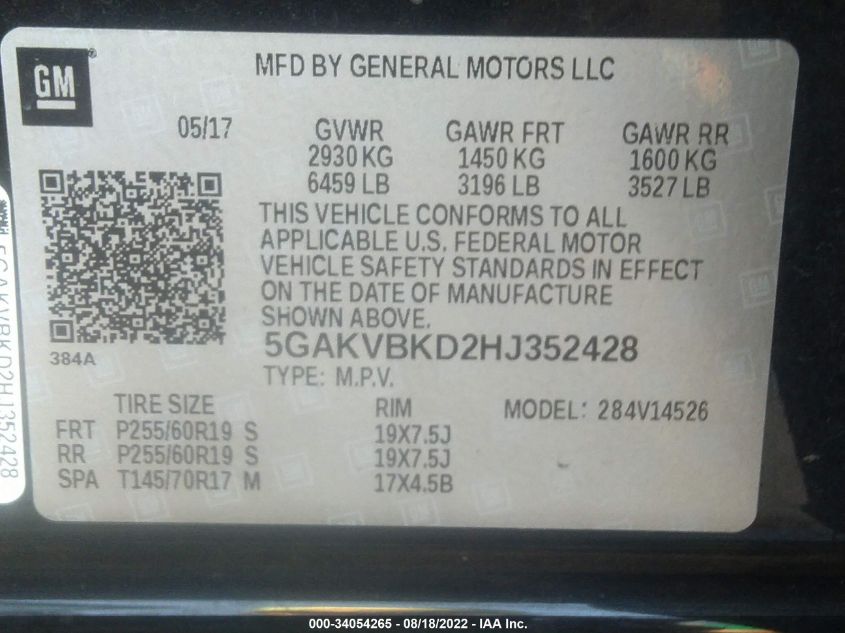 GM®
MFD BY GENERAL MOTORS LLC
05/17 GVWR GAWR FRT GAWR RR
2930 KG 1450 KG 1600 KG
6459 LB 3196 LB 3527 LB
THIS VEHICLE CONFORMS TO ALL
APPLICABLE U.S. FEDERAL MOTOR
VEHICLE SAFETY STANDARDS IN EFFECT
ON THE DATE OF MANUFACTURE
SHOWN ABOVE.
384A
5GAKVBKD2HJ352428
TYPE: M.P.V.
TIRE SIZE RIM MODEL: 284V14526
FRT P255/60R19 S 19X7.5J
RR P255/60R19 S 19X7.5J
SPA T145/70R17 M 17X4.5B
5GAKVBKD2HJ352428
000-34054265 - 08/18/2022 - IAA Inc.